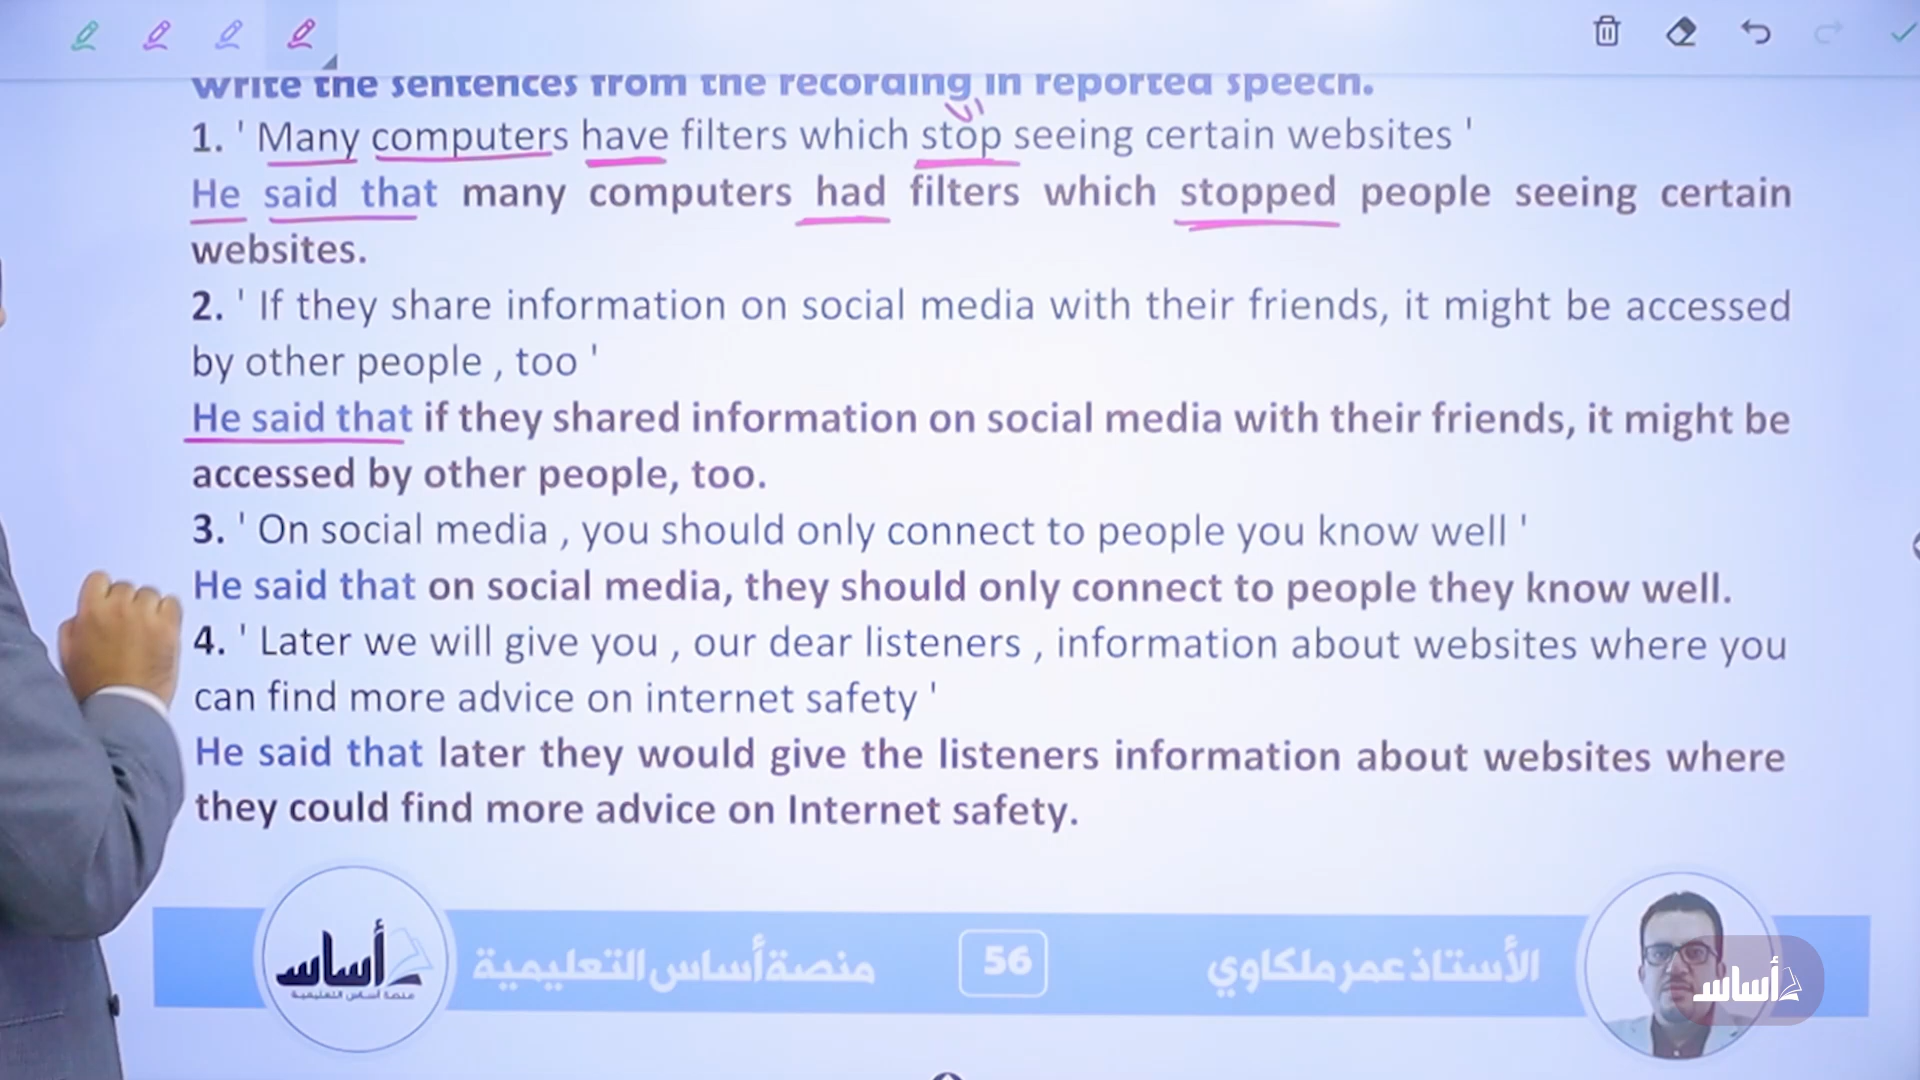 Write the sentences from the recording in reported speech.
1. ' Many computers have filters which stop seeing certain websites '
He said that many computers had filters which stopped people seeing certain
websites.
2. ' If they share information on social media with their friends, it might be accessed
by other people , too '
He said that if they shared information on social media with their friends, it might be
accessed by other people, too.
3. ' On social media , you should only connect to people you know well '
He said that on social media, they should only connect to people they know well.
4. ' Later we will give you , our dear listeners , information about websites where you
can find more advice on internet safety '
He said that later they would give the listeners information about websites where
they could find more advice on Internet safety.
أساس
منصة أساس التعليمية
منصة أساس التعليمية
56
الأستاذ عمر ملكاوي
أساس